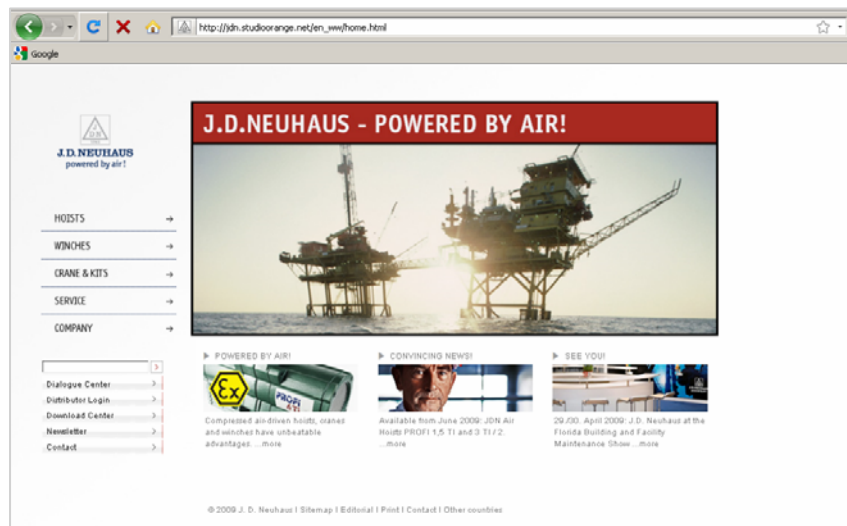 http://jdn.studioorange.net/en_ww/home.html
Google
J.D.NEUHAUS - POWERED BY AIR!
J.D. NEUHAUS
powered by air!
HOISTS
WINCHES
CRANE & KITS
SERVICE
COMPANY
Dialogue Center
Distributor Login
Download Center
Newsletter
Contact
POWERED BY AIR!
Ex
PROFI
Compressed air driven hoists, cranes
and winches have unbeatable
advantages. ...more
CONVINCING NEWS!
Available from June 2009: JDN Air
Hoists PROFI 1,5 TI and 3 TI / 2.
...more
SEE YOU!
29./30. April 2009: J.D. Neuhaus at the
Florida Building and Facility
Maintenance Show ...more
© 2009 J. D. Neuhaus I Sitemap I Editorial I Print I Contact I Other countries